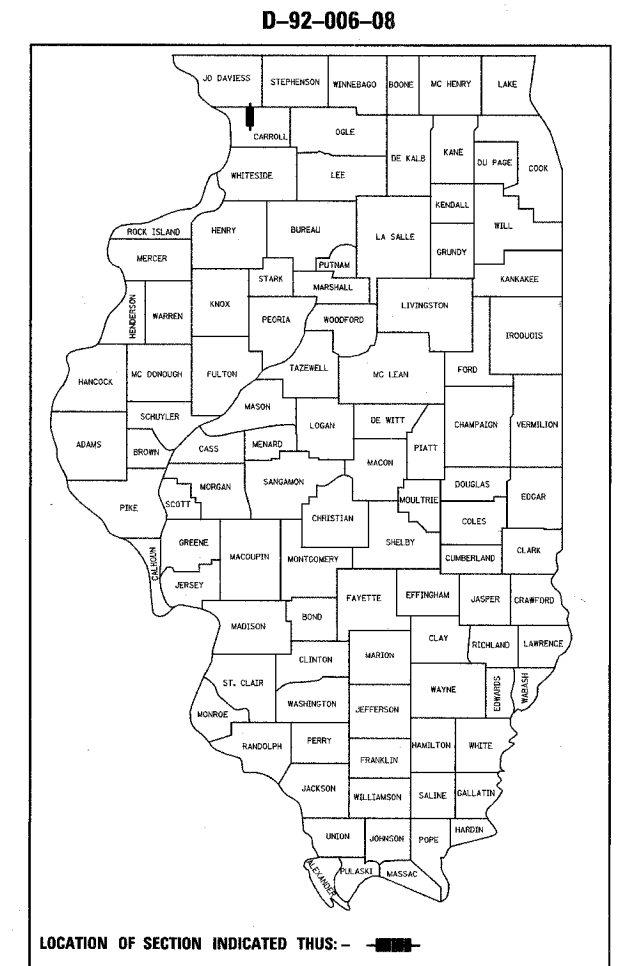 D-92-006-08
JO DAVIESS
STEPHENSON
WINNEBAGO
BOONE
MC HENRY
LAKE
CARROLL
OGLE
DE KALB
KANE
DU PAGE
COOK
WHITESIDE
LEE
KENDALL
WILL
ROCK ISLAND
HENRY
BUREAU
LA SALLE
GRUNDY
MERCER
PUTNAM
KANKAKEE
STARK
MARSHALL
LIVINGSTON
HENDERSON
WARREN
KNOX
PEORIA
WOODFORD
IROQUOIS
HANCOCK
MC DONOUGH
FULTON
TAZEWELL
MC LEAN
FORD
SCHUYLER
MASON
LOGAN
DE WITT
CHAMPAIGN
VERMILION
ADAMS
BROWN
CASS
MENARD
MACON
PIATT
PIKE
SCOTT
MORGAN
SANGAMON
CHRISTIAN
MOULTRIE
DOUGLAS
EDGAR
COLES
CALHOUN
GREENE
MACOUPIN
MONTGOMERY
SHELBY
CUMBERLAND
CLARK
JERSEY
FAYETTE
EFFINGHAM
JASPER
CRAWFORD
MADISON
BOND
CLAY
RICHLAND
LAWRENCE
CLINTON
MARION
ST. CLAIR
WAYNE
EDWARDS
WABASH
MONROE
WASHINGTON
JEFFERSON
RANDOLPH
PERRY
HAMILTON
WHITE
FRANKLIN
JACKSON
WILLIAMSON
SALINE
GALLATIN
UNION
JOHNSON
POPE
HARDIN
ALEXANDER
PULASKI
MASSAC
LOCATION OF SECTION INDICATED THUS: -